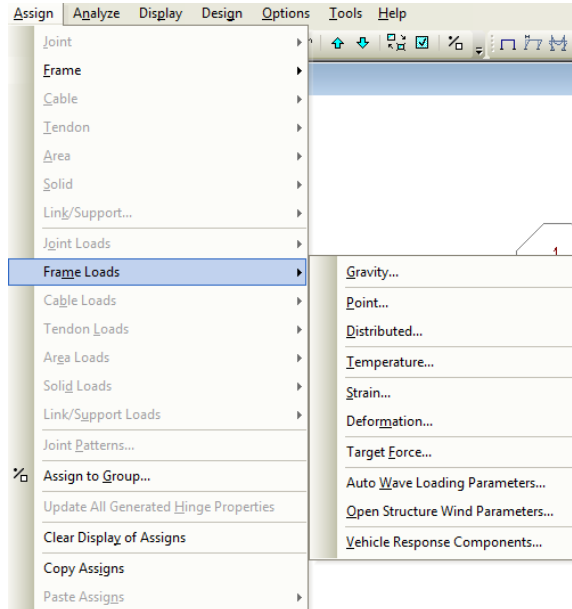 Assign Analyze Display Design Options Tools Help
Joint
Frame
Cable
Tendon
Area
Solid
Link/Support...
Joint Loads
Frame Loads
Cable Loads
Tendon Loads
Area Loads
Solid Loads
Link/Support Loads
Joint Patterns...
Assign to Group...
Update All Generated Hinge Properties
Clear Display of Assigns
Copy Assigns
Paste Assigns
1
Gravity...
Point...
Distributed...
Temperature...
Strain...
Deformation...
Target Force...
Auto Wave Loading Parameters...
Open Structure Wind Parameters...
Vehicle Response Components...